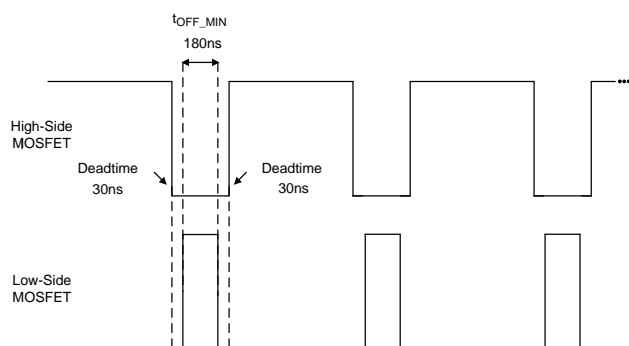 tOFF_MIN
180ns
High-Side
MOSFET
Deadtime
30ns
Deadtime
30ns
Low-Side
MOSFET